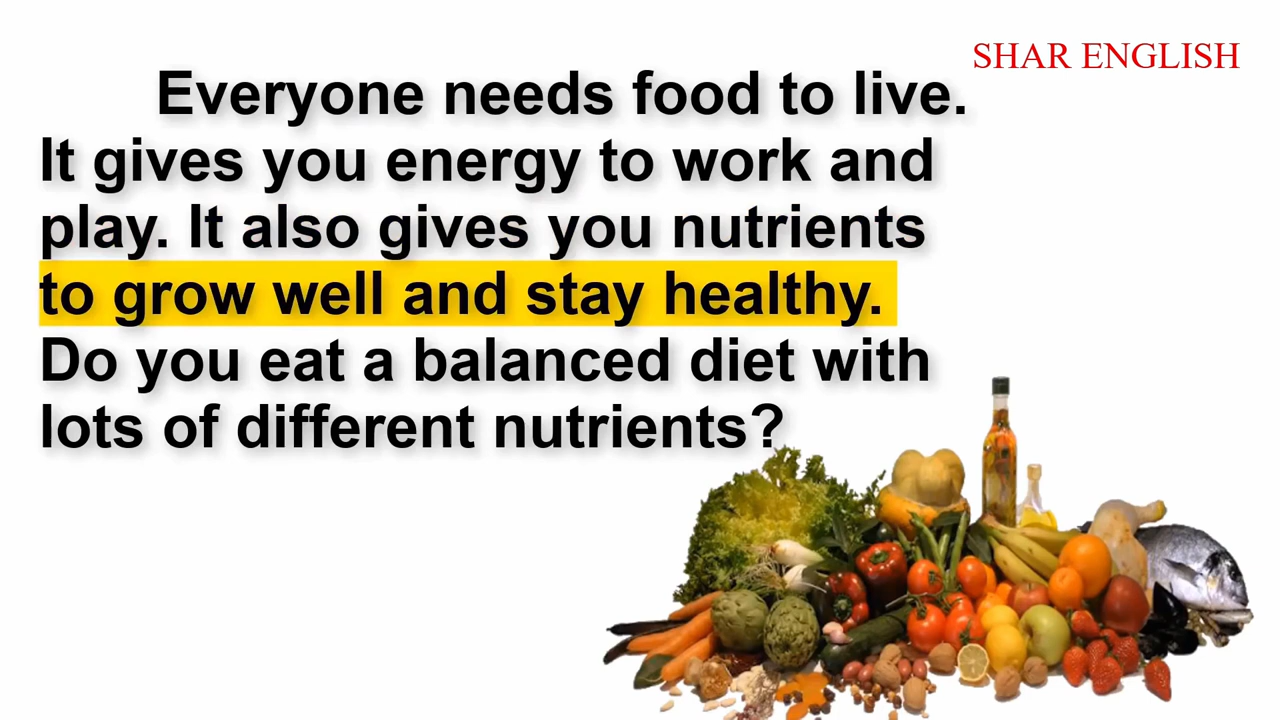 SHAR ENGLISH
Everyone needs food to live.
It gives you energy to work and
play. It also gives you nutrients
to grow well and stay healthy.
Do you eat a balanced diet with
lots of different nutrients?